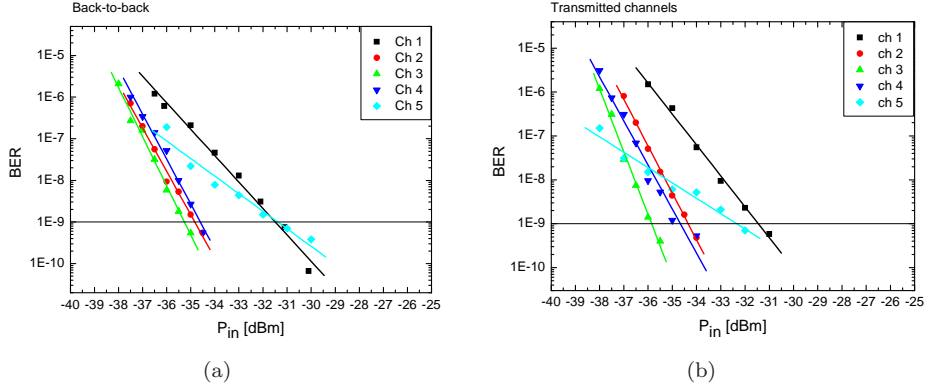 Back-to-back
1E-5
1E-6
1E-7
1E-8
1E-9
1E-10
BER
-40 -39 -38 -37 -36 -35 -34 -33 -32 -31 -30 -29 -28 -27 -26 -25
Pin [dBm]
Ch 1
Ch 2
Ch 3
Ch 4
Ch 5
(a)
Transmitted channels
1E-5
1E-6
1E-7
1E-8
1E-9
1E-10
BER
-40 -39 -38 -37 -36 -35 -34 -33 -32 -31 -30 -29 -28 -27 -26 -25
Pin [dBm]
ch 1
ch 2
ch 3
ch 4
ch 5
(b)